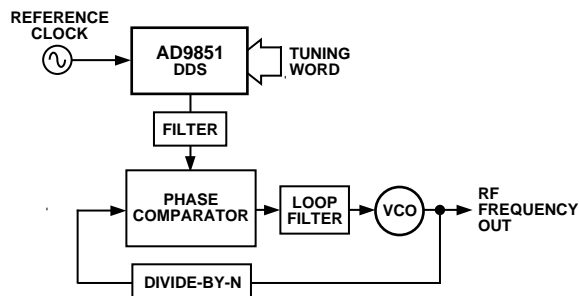 REFERENCE
CLOCK
AD9851
DDS
TUNING
WORD
FILTER
PHASE
COMPARATOR
LOOP
FILTER
VCO
RF
FREQUENCY
OUT
DIVIDE-BY-N